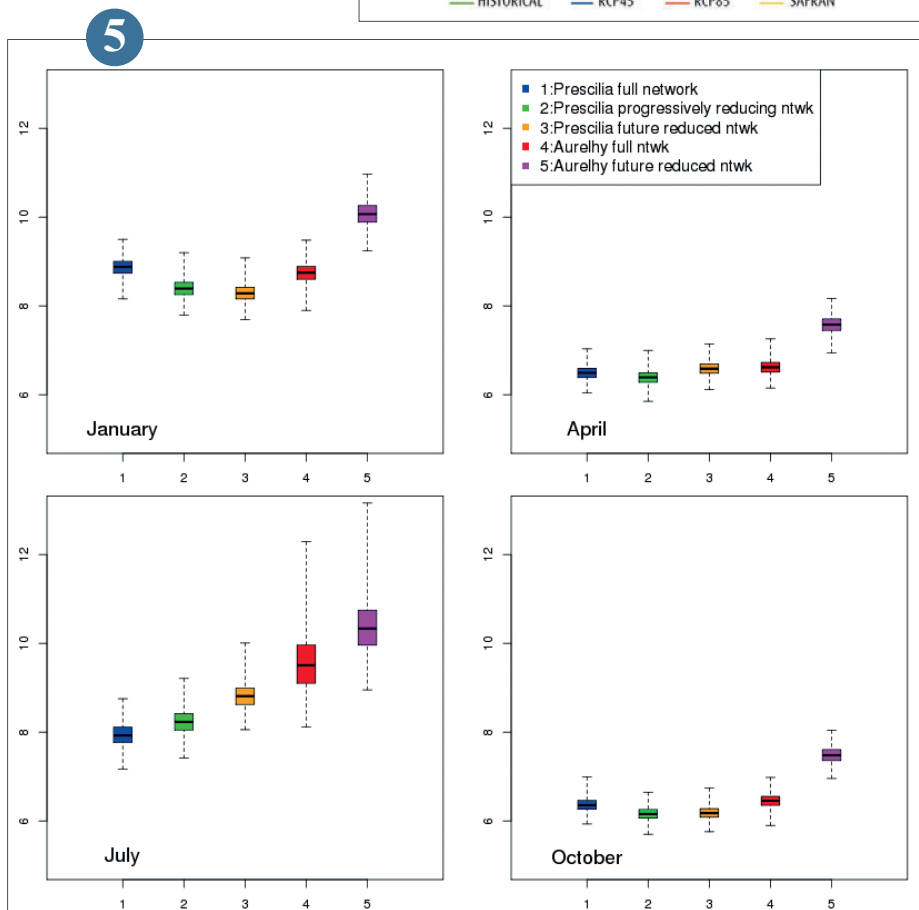 HISTORICAL RCP45 RCP85 SAFRAN
5
1:Prescilia full network
2:Prescilia progressively reducing ntwk
3:Prescilia future reduced ntwk
4:Aurelhy full ntwk
5:Aurelhy future reduced ntwk
12
10
8
6
January
April
1 2 3 4 5
1 2 3 4 5
12
10
8
6
12
10
8
6
July
October
12
10
8
6
1 2 3 4 5
1 2 3 4 5